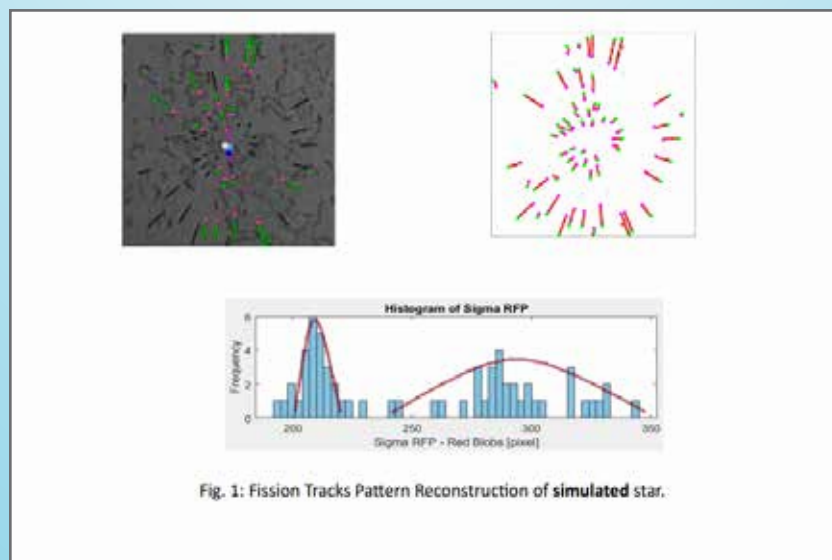 Histogram of Sigma RFP
Frequency
6
4
2
0
200
250
300
350
Sigma RFP - Red Blobs [pixel]
Fig. 1: Fission Tracks Pattern Reconstruction of simulated star.